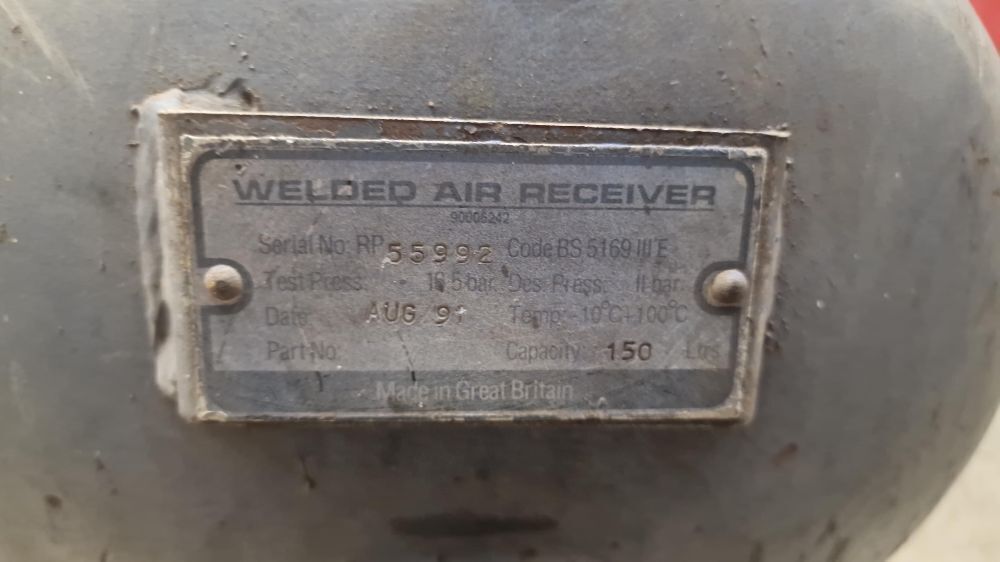 WELDED AIR RECEIVER
90006242
Serial No: RP 55992 Code BS 5169 III E
Test Press: 16.5 bar Des. Press: 11 bar
Date: AUG 91 Temp: -10°C+100°C
Part No: Capacity: 150 Ltrs
Made in Great Britain